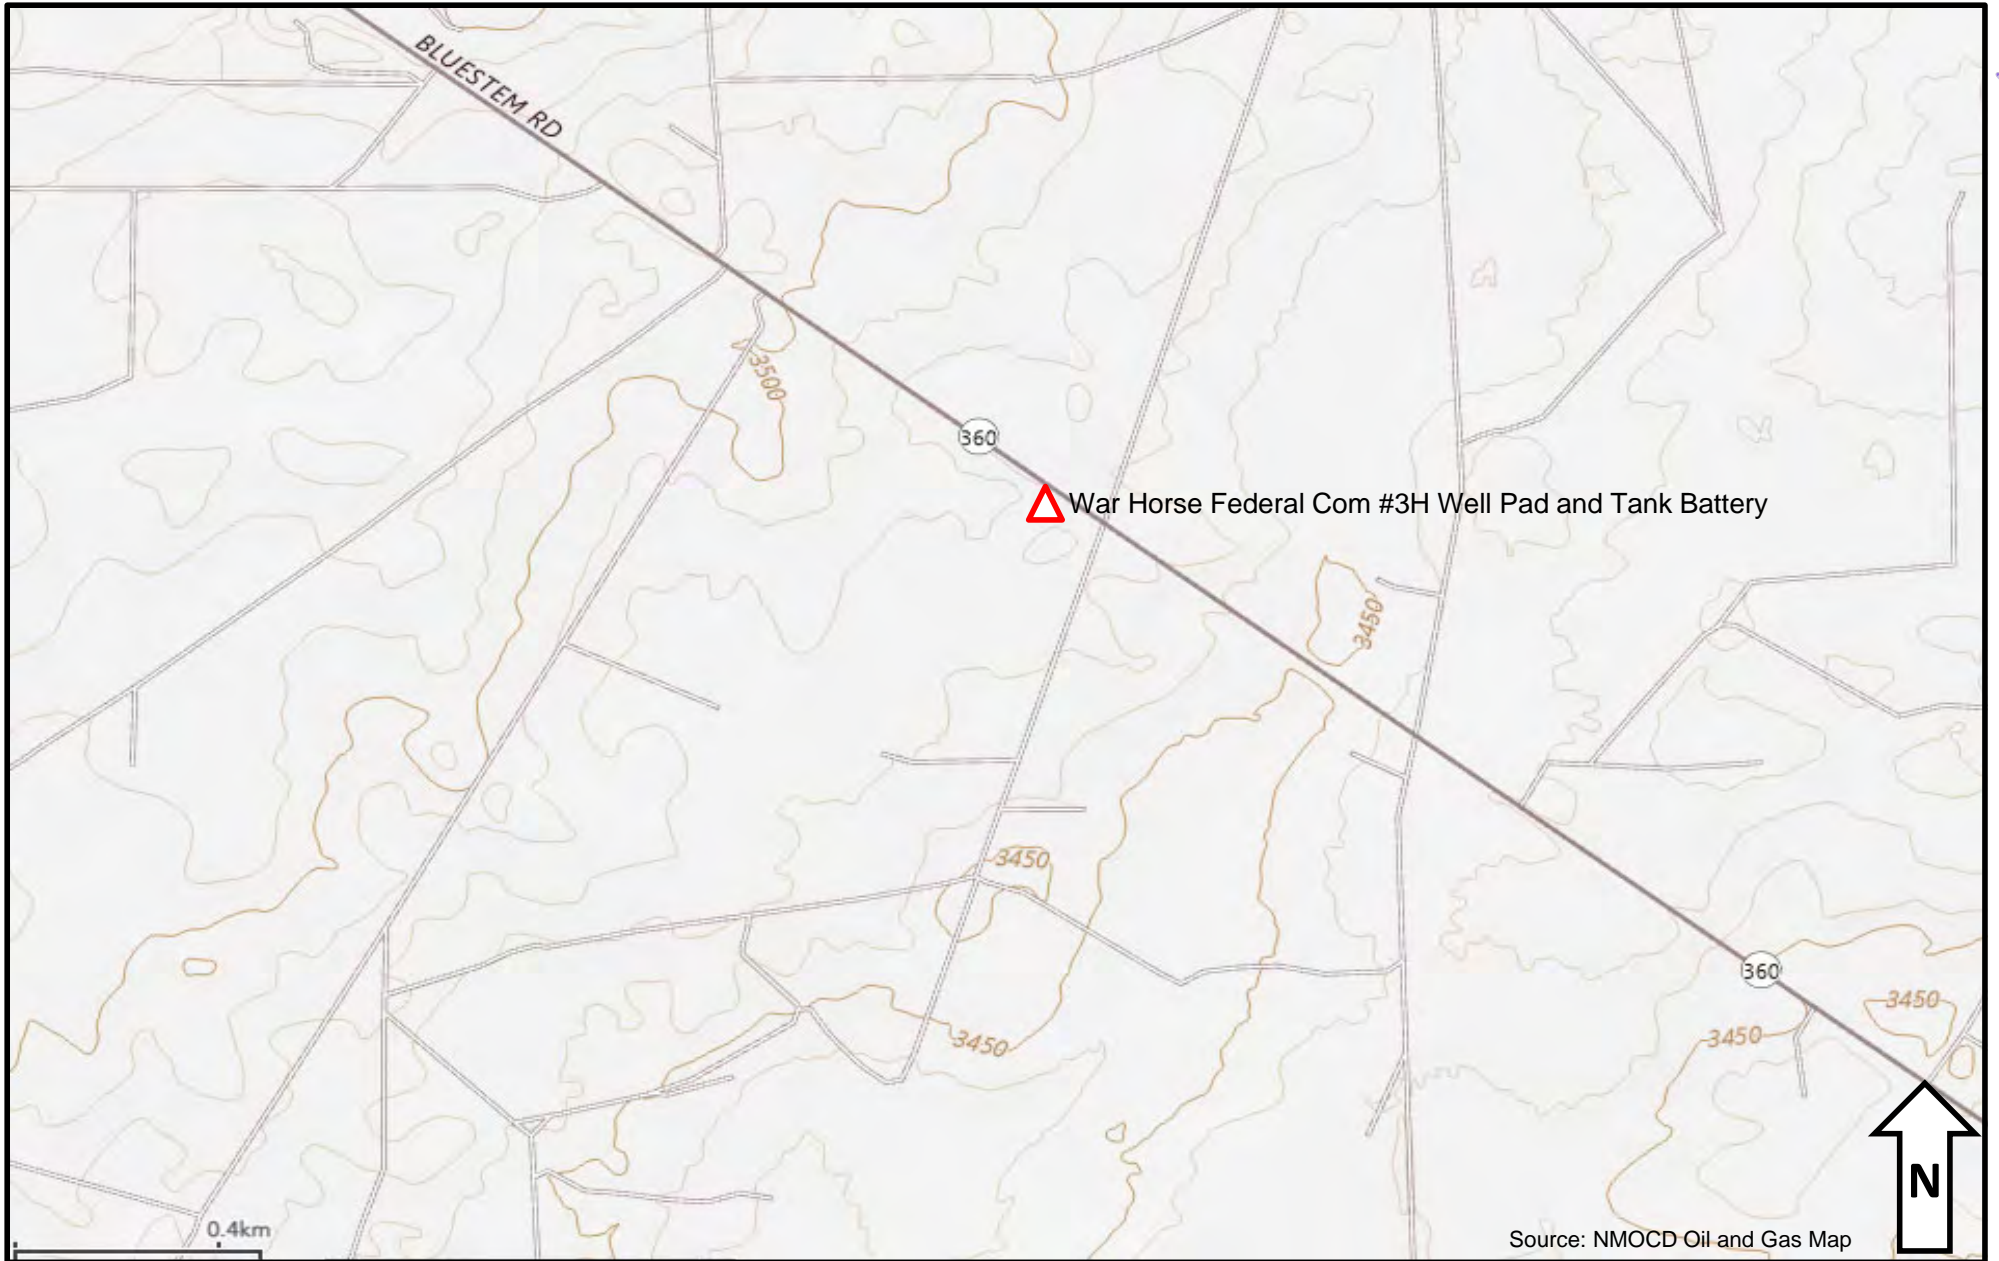 BLUESTEM RD
3500
360
War Horse Federal Com #3H Well Pad and Tank Battery
3450
3450
360
3450
3450
3450
N
0.4km
Source: NMOCD Oil and Gas Map